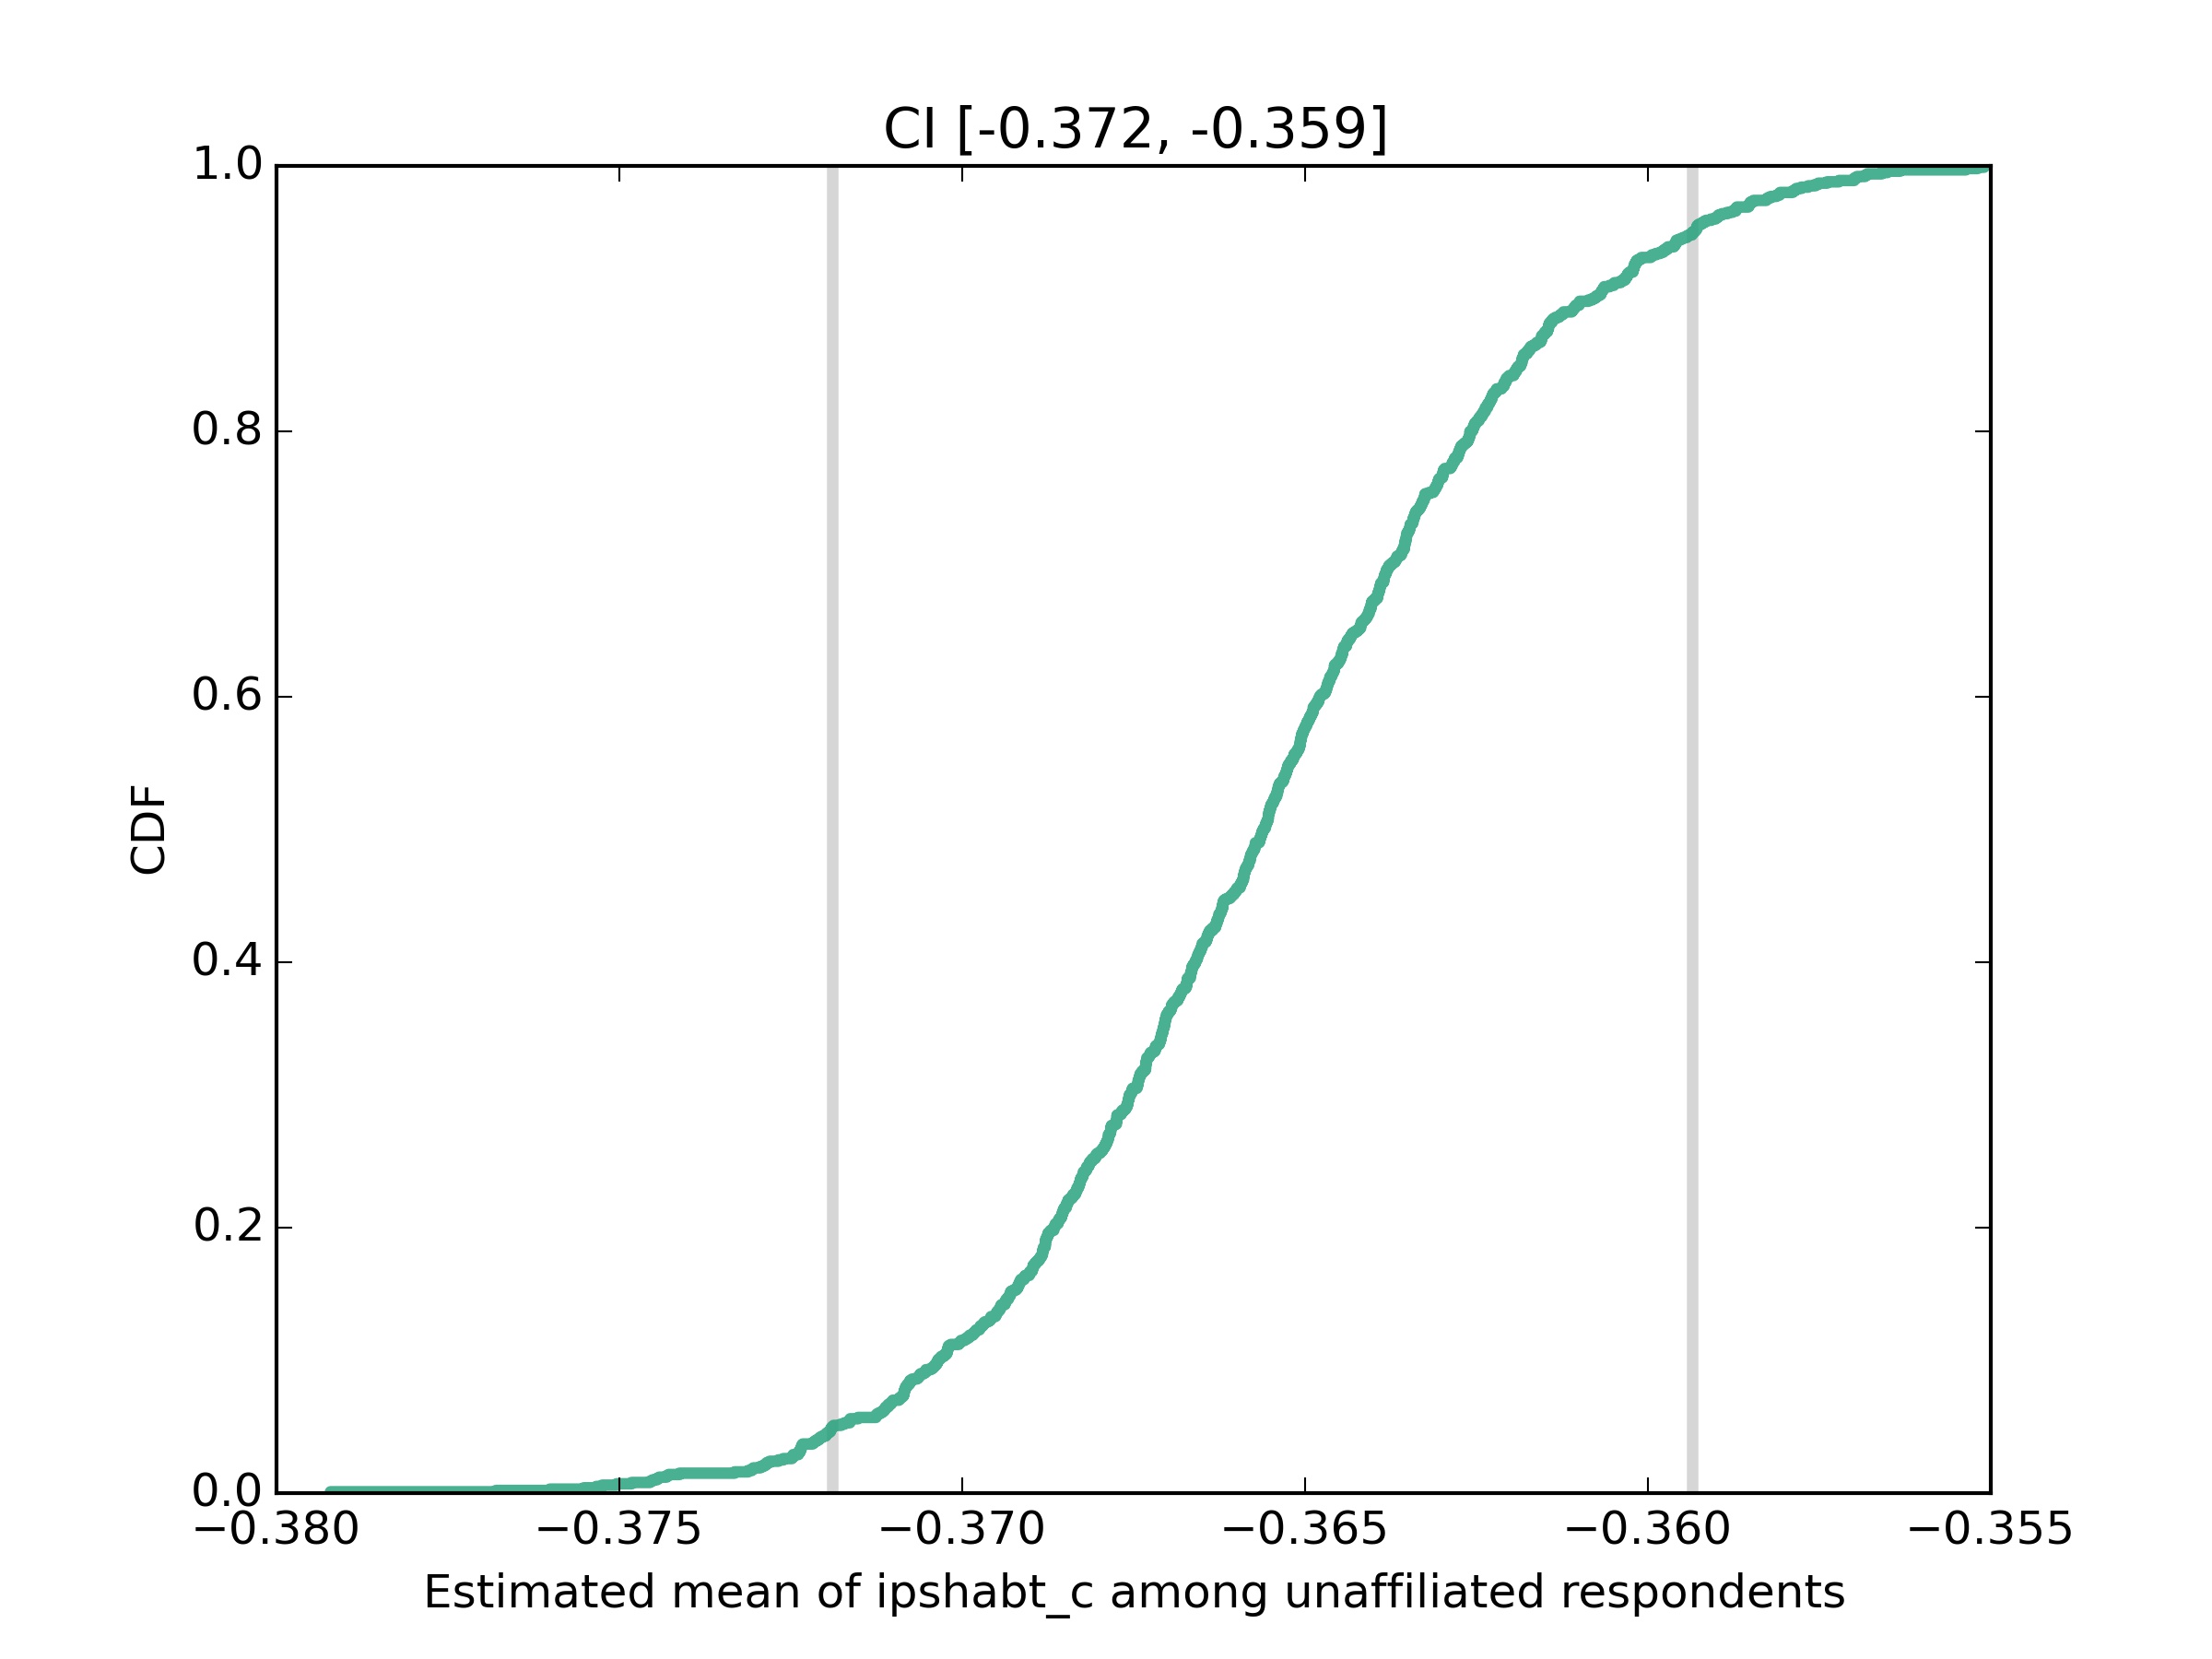 CI [-0.372, -0.359]
1.0
0.8
0.6
0.4
0.2
0.0
CDF
−0.380 −0.375 −0.370 −0.365 −0.360 −0.355
Estimated mean of ipshabt_c among unaffiliated respondents